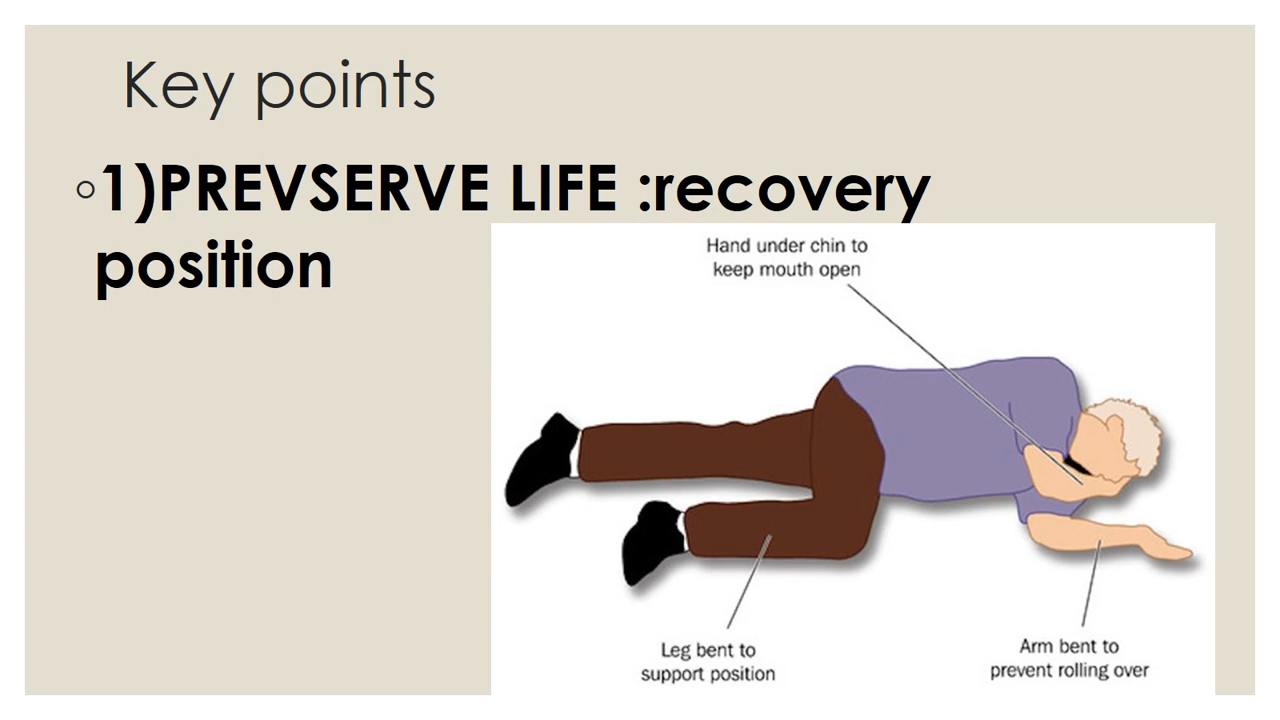 Key points
◦1)PREVSERVE LIFE :recovery
position
Hand under chin to
keep mouth open
Leg bent to
support position
Arm bent to
prevent rolling over